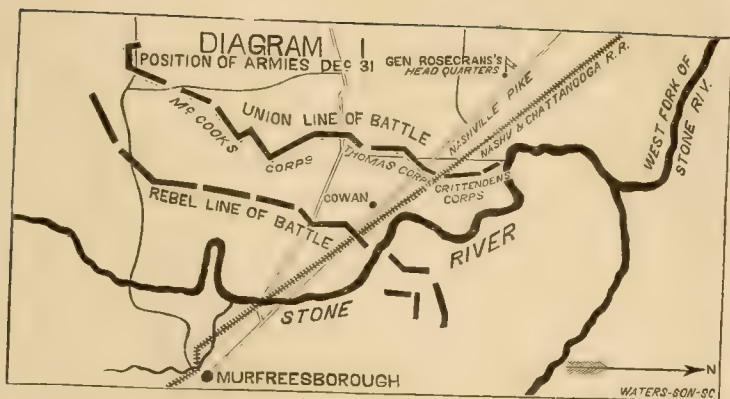 DIAGRAM 1
POSITION OF ARMIES DEC 31
GEN ROSECRANS'S
HEAD QUARTERS
N
McCOOKS
CORPS
UNION LINE OF BATTLE
THOMAS CORPS
NASHVILLE PIKE
NASHV & CHATTANOOGA R.R.
WEST FORK OF
STONE RIV.
CRITTENDENS
CORPS
REBEL LINE OF BATTLE
COWAN
STONE RIVER
MURFREESBOROUGH
N
WATERS-SON-SC